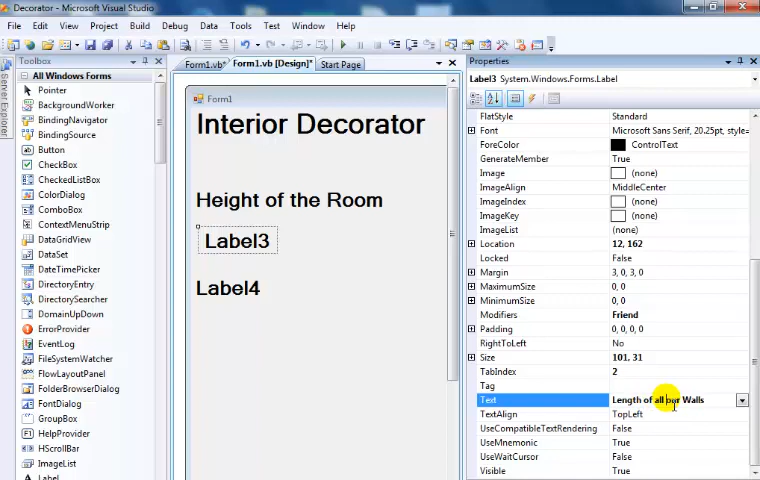 Decorator - Microsoft Visual Studio
File Edit View Project Build Debug Data Tools Test Window Help
Toolbox
Form1.vb* Form1.vb [Design]* Start Page
Properties
Server Explorer
All Windows Forms
Pointer
BackgroundWorker
BindingNavigator
BindingSource
Button
CheckBox
CheckedListBox
ColorDialog
ComboBox
ContextMenuStrip
DataGridView
DataSet
DateTimePicker
DirectoryEntry
DirectorySearcher
DomainUpDown
ErrorProvider
EventLog
FileSystemWatcher
FlowLayoutPanel
FolderBrowserDialog
FontDialog
GroupBox
HScrollBar
ImageList
Label
Form1
Interior Decorator
Height of the Room
Label3
Label4
Label3 System.Windows.Forms.Label
FlatStyle Standard
Font Microsoft Sans Serif, 20.25pt, style=
ForeColor ControlText
GenerateMember True
Image (none)
ImageAlign MiddleCenter
ImageIndex (none)
ImageKey (none)
ImageList (none)
Location 12, 162
Locked False
Margin 3, 0, 3, 0
MaximumSize 0, 0
MinimumSize 0, 0
Modifiers Friend
Padding 0, 0, 0, 0
RightToLeft No
Size 101, 31
TabIndex 2
Tag
Text Length of all Walls
TextAlign TopLeft
UseCompatibleTextRendering False
UseMnemonic True
UseWaitCursor False
Visible True